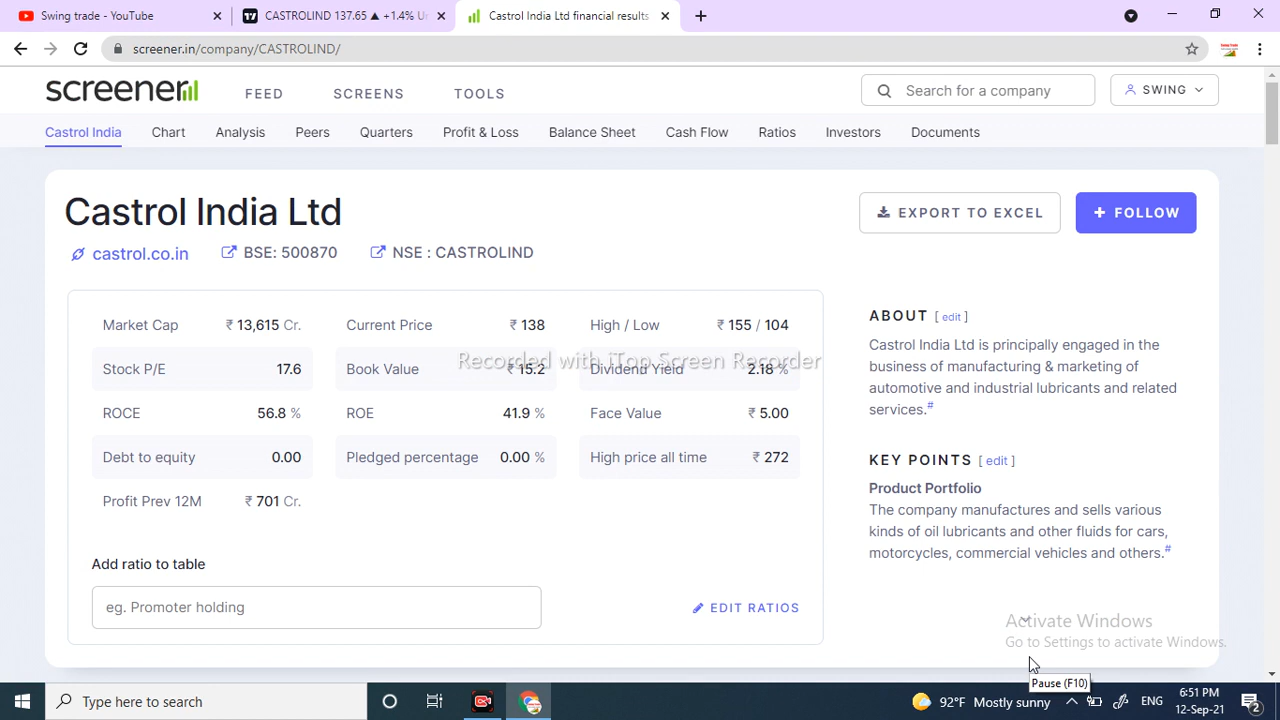 Swing trade - YouTube
CASTROLIND 137.65 ▲ +1.4% Un
Castrol India Ltd financial results
screener.in/company/CASTROLIND/
screener
FEED
SCREENS
TOOLS
Search for a company
SWING
Castrol India
Chart
Analysis
Peers
Quarters
Profit & Loss
Balance Sheet
Cash Flow
Ratios
Investors
Documents
Castrol India Ltd
EXPORT TO EXCEL
+ FOLLOW
castrol.co.in
BSE: 500870
NSE : CASTROLIND
Market Cap ₹ 13,615 Cr.
Current Price ₹ 138
High / Low ₹ 155 / 104
Stock P/E 17.6
Book Value ₹ 15.2
Dividend Yield 2.18 %
Recorded with iTop Screen Recorder
ROCE 56.8 %
ROE 41.9 %
Face Value ₹ 5.00
Debt to equity 0.00
Pledged percentage 0.00 %
High price all time ₹ 272
Profit Prev 12M ₹ 701 Cr.
Add ratio to table
eg. Promoter holding
EDIT RATIOS
ABOUT [ edit ]
Castrol India Ltd is principally engaged in the
business of manufacturing & marketing of
automotive and industrial lubricants and related
services.#
KEY POINTS [ edit ]
Product Portfolio
The company manufactures and sells various
kinds of oil lubricants and other fluids for cars,
motorcycles, commercial vehicles and others.#
Activate Windows
Go to Settings to activate Windows.
Pause (F10)
Type here to search
92°F Mostly sunny
ENG
6:51 PM
12-Sep-21
2